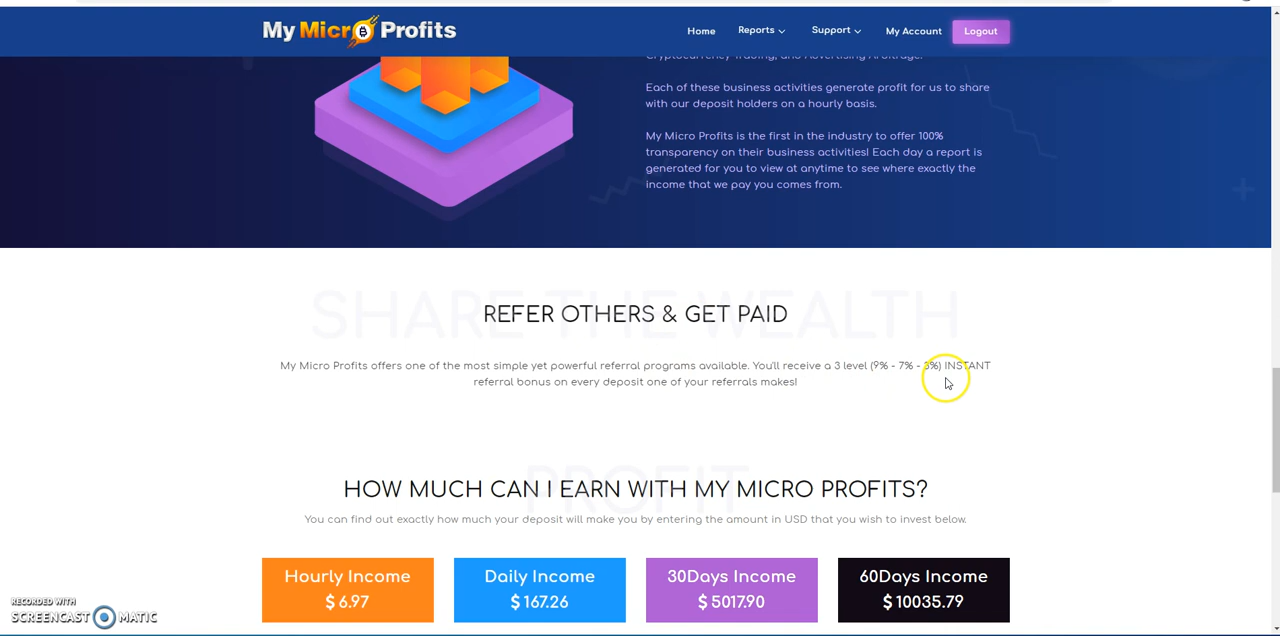 My Micro Profits
Home
Reports
Support
My Account
Logout
Cryptocurrency Trading, and Advertising Arbitrage.
Each of these business activities generate profit for us to share
with our deposit holders on a hourly basis.
My Micro Profits is the first in the industry to offer 100%
transparency on their business activities! Each day a report is
generated for you to view at anytime to see where exactly the
income that we pay you comes from.
SHARE THE WEALTH
REFER OTHERS & GET PAID
My Micro Profits offers one of the most simple yet powerful referral programs available. You'll receive a 3 level (9% - 7% - 3%) INSTANT
referral bonus on every deposit one of your referrals makes!
PROFIT
HOW MUCH CAN I EARN WITH MY MICRO PROFITS?
You can find out exactly how much your deposit will make you by entering the amount in USD that you wish to invest below.
Hourly Income
$ 6.97
Daily Income
$ 167.26
30Days Income
$ 5017.90
60Days Income
$ 10035.79
RECORDED WITH
SCREENCAST MATIC